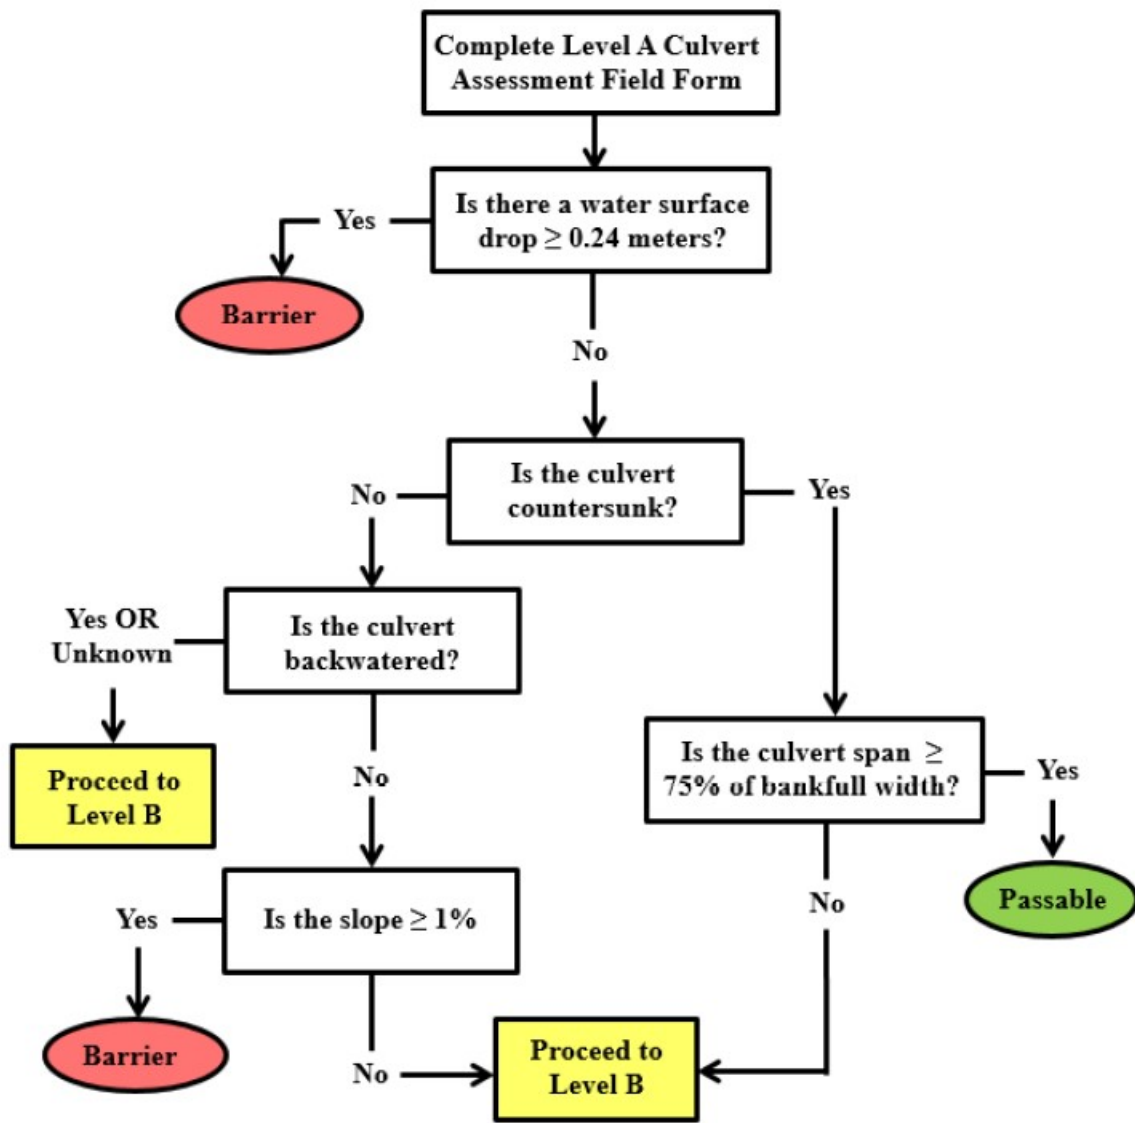 Complete Level A Culvert
Assessment Field Form
Is there a water surface
drop ≥ 0.24 meters?
Yes
Barrier
No
Is the culvert
countersunk?
No
Yes
Is the culvert
backwatered?
Yes OR
Unknown
Proceed to
Level B
No
Is the culvert span ≥
75% of bankfull width?
Yes
Passable
No
Is the slope ≥ 1%
Yes
Barrier
No
Proceed to
Level B